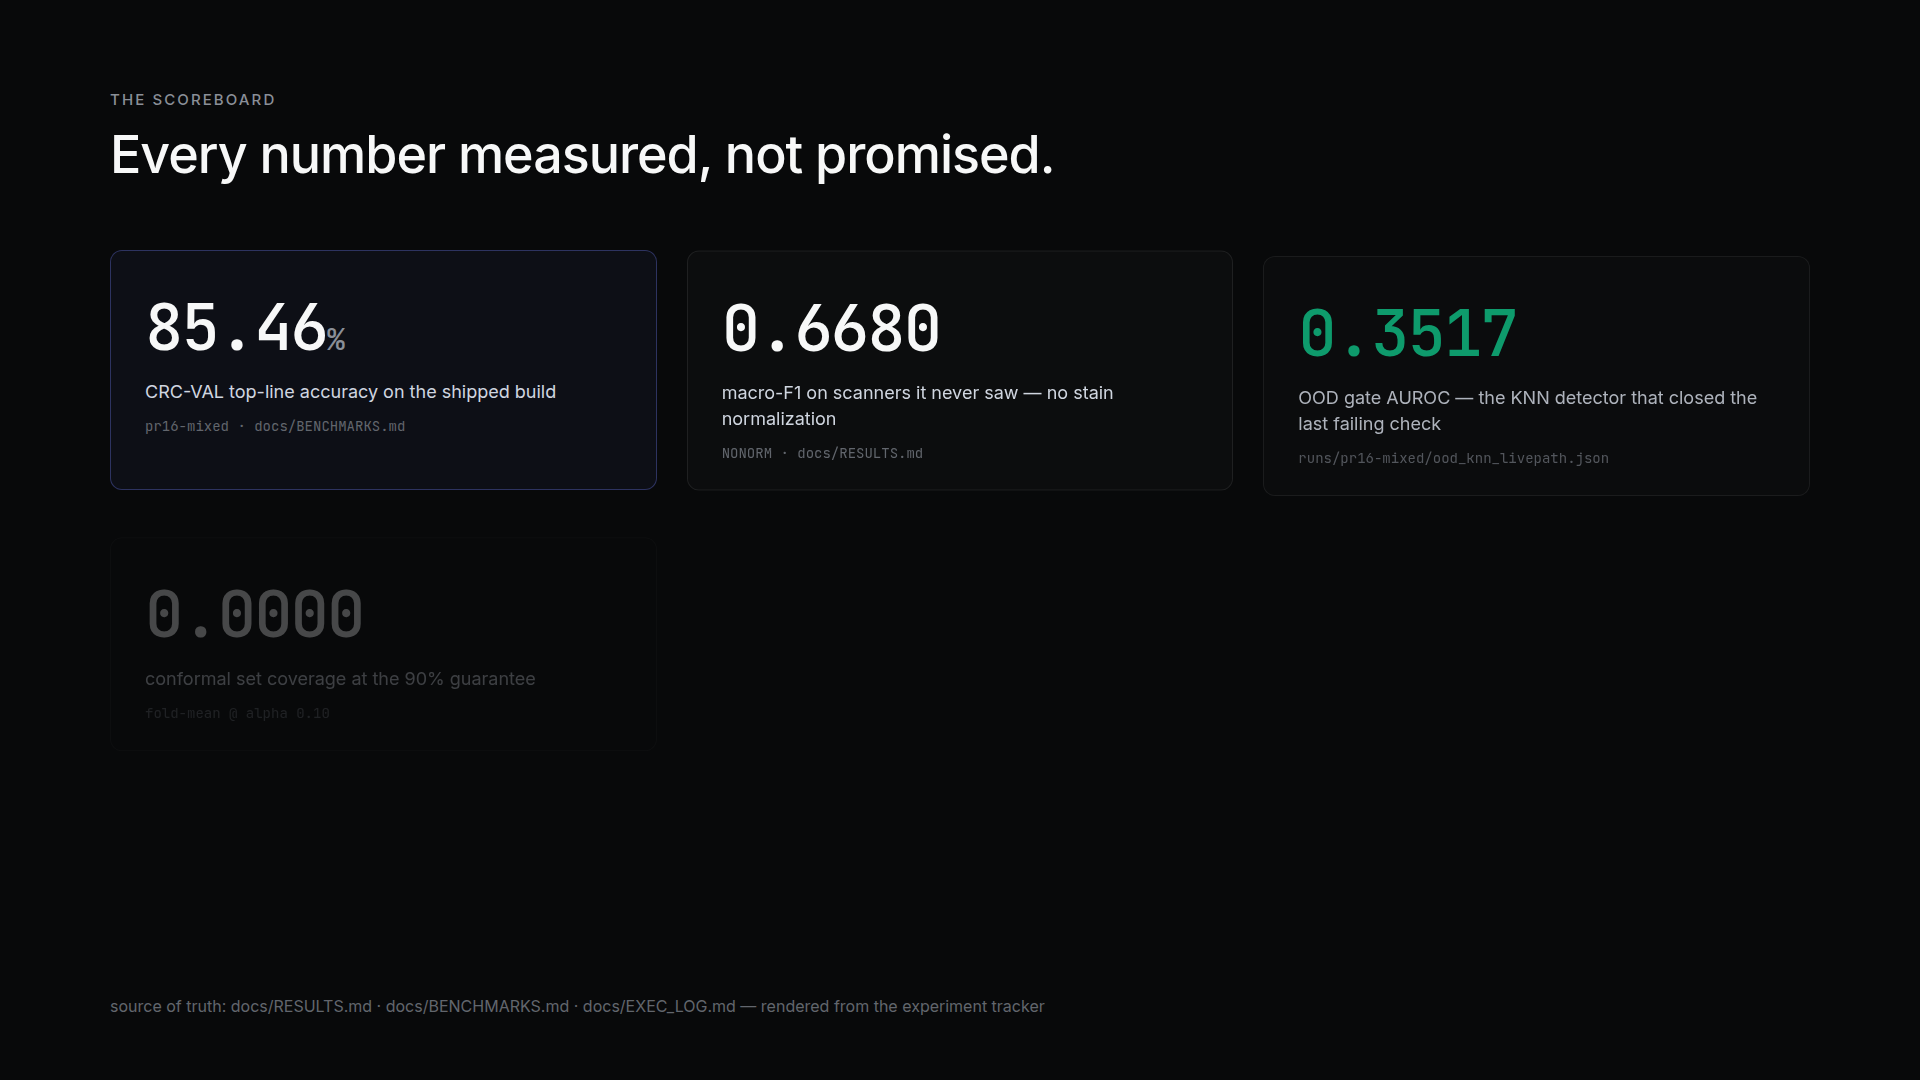 THE SCOREBOARD
Every number measured, not promised.
85.46%
CRC-VAL top-line accuracy on the shipped build
pr16-mixed · docs/BENCHMARKS.md
0.6680
macro-F1 on scanners it never saw — no stain
normalization
NONORM · docs/RESULTS.md
0.3517
OOD gate AUROC — the KNN detector that closed the
last failing check
runs/pr16-mixed/ood_knn_livepath.json
0.0000
conformal set coverage at the 90% guarantee
fold-mean @ alpha 0.10
source of truth: docs/RESULTS.md · docs/BENCHMARKS.md · docs/EXEC_LOG.md — rendered from the experiment tracker